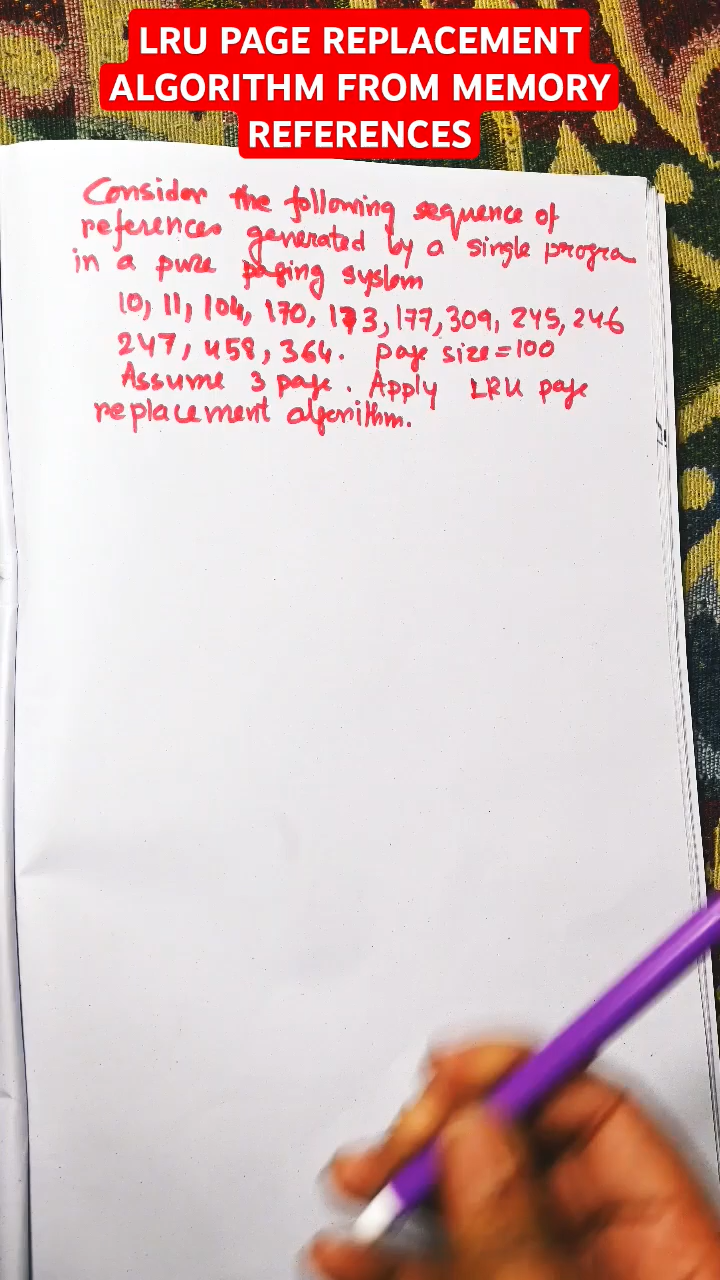 LRU PAGE REPLACEMENT
ALGORITHM FROM MEMORY
REFERENCES
Consider the following sequence of
references generated by a single progra
in a pure paging system
10, 11, 104, 170, 173, 177, 309, 245, 246
247, 458, 364. page size=100
Assume 3 page. Apply LRU page
replacement algorithm.